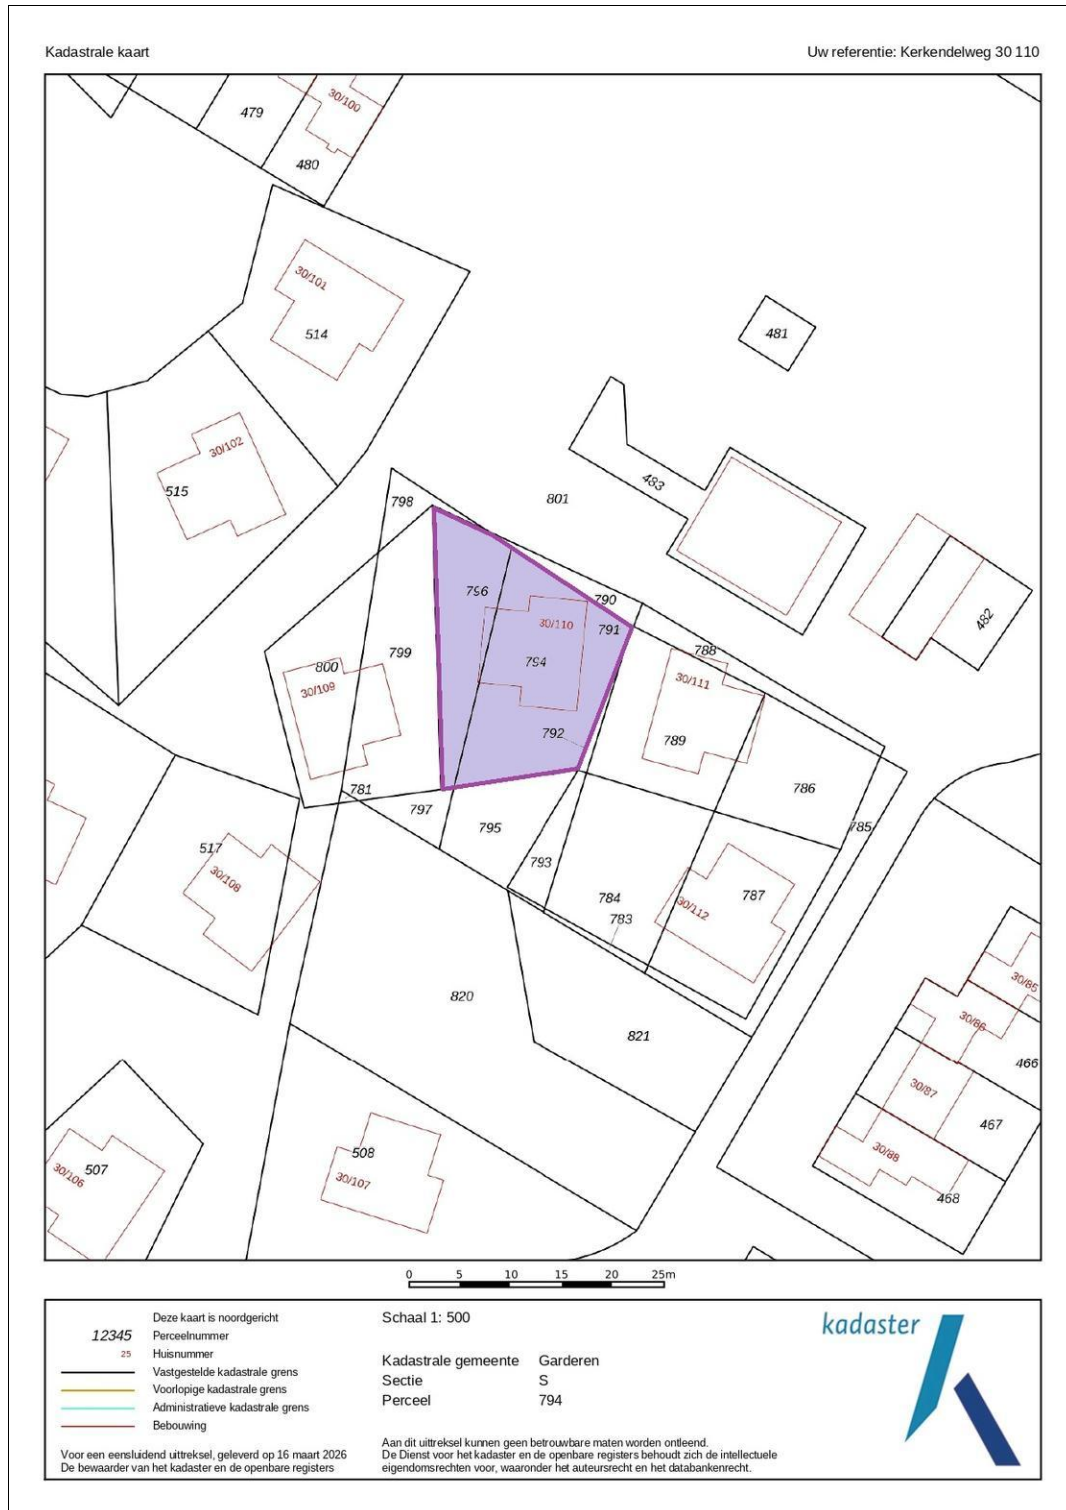 Kadastrale kaart
Uw referentie: Kerkendelweg 30 110
479
30/100
480
30/101
514
481
30/102
515
483
798
801
482
796
790
30/110
791
799
794
800
788
30/109
30/111
792
789
781
786
797
795
785
517
793
30/108
784
787
783
30/112
820
30/85
30/86
821
466
30/87
467
508
30/88
507
30/106
30/107
468
0 5 10 15 20 25m
Deze kaart is noordgericht
12345 Perceelnummer
25 Huisnummer
Vastgestelde kadastrale grens
Voorlopige kadastrale grens
Administratieve kadastrale grens
Bebouwing
Voor een eensluidend uittreksel, geleverd op 16 maart 2026
De bewaarder van het kadaster en de openbare registers
Schaal 1: 500
Kadastrale gemeente Garderen
Sectie S
Perceel 794
Aan dit uittreksel kunnen geen betrouwbare maten worden ontleend.
De Dienst voor het kadaster en de openbare registers behoudt zich de intellectuele
eigendomsrechten voor, waaronder het auteursrecht en het databankenrecht.
kadaster